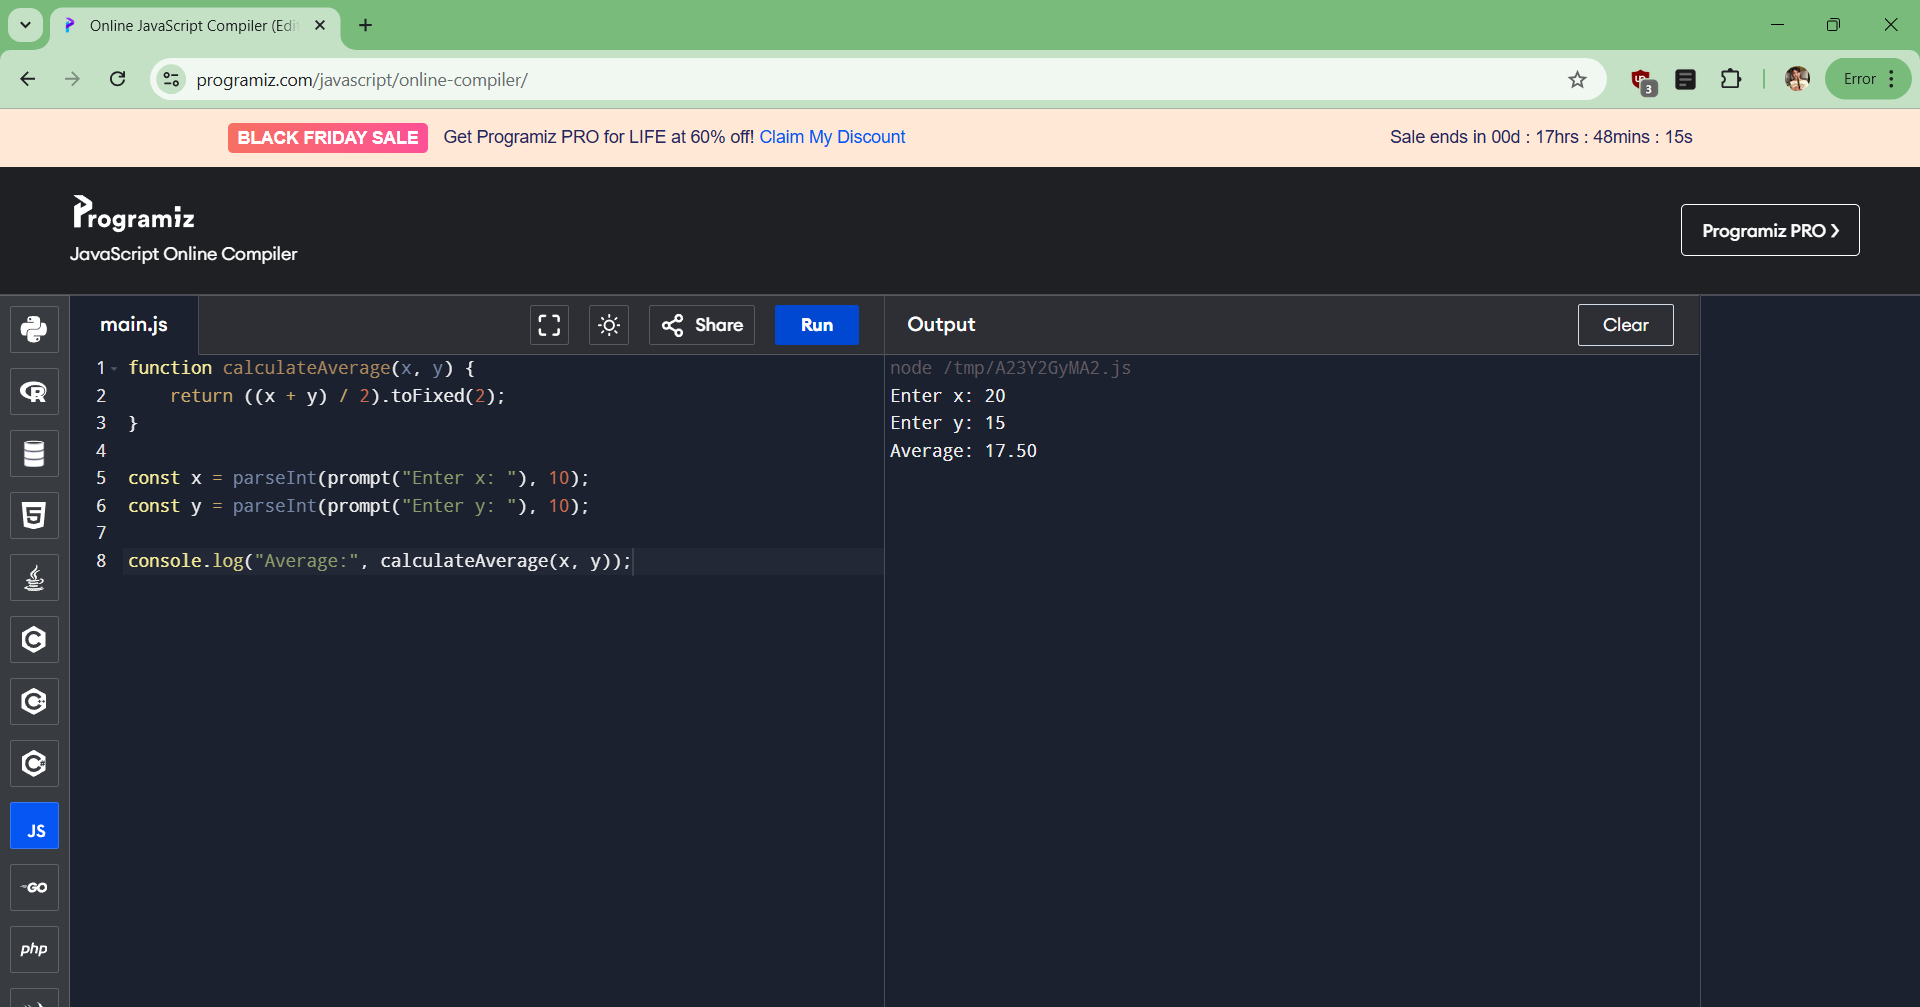 Online JavaScript Compiler (Edi
programiz.com/javascript/online-compiler/
3
Error
BLACK FRIDAY SALE Get Programiz PRO for LIFE at 60% off! Claim My Discount
Sale ends in 00d : 17hrs : 48mins : 15s
Programiz
JavaScript Online Compiler
Programiz PRO
main.js
Share
Run
Output
Clear
1 function calculateAverage(x, y) {
2 return ((x + y) / 2).toFixed(2);
3 }
4
5 const x = parseInt(prompt("Enter x: "), 10);
6 const y = parseInt(prompt("Enter y: "), 10);
7
8 console.log("Average:", calculateAverage(x, y));
node /tmp/A23Y2GyMA2.js
Enter x: 20
Enter y: 15
Average: 17.50
R
5
C
C
C
JS
GO
php